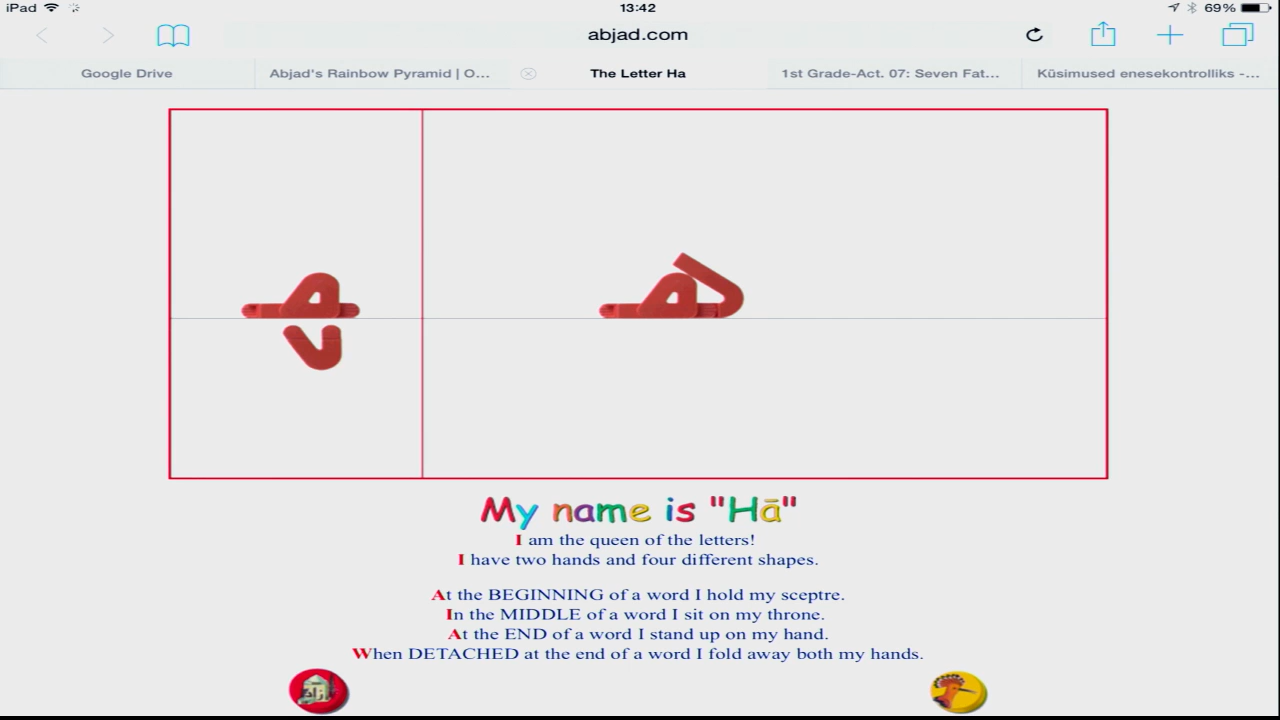 iPad 13:42 69%
abjad.com
Google Drive Abjad's Rainbow Pyramid | O... The Letter Ha 1st Grade-Act. 07: Seven Fat... Küsimused enesekontrolliks -...
My name is "Hā"
I am the queen of the letters!
I have two hands and four different shapes.
At the BEGINNING of a word I hold my sceptre.
In the MIDDLE of a word I sit on my throne.
At the END of a word I stand up on my hand.
When DETACHED at the end of a word I fold away both my hands.